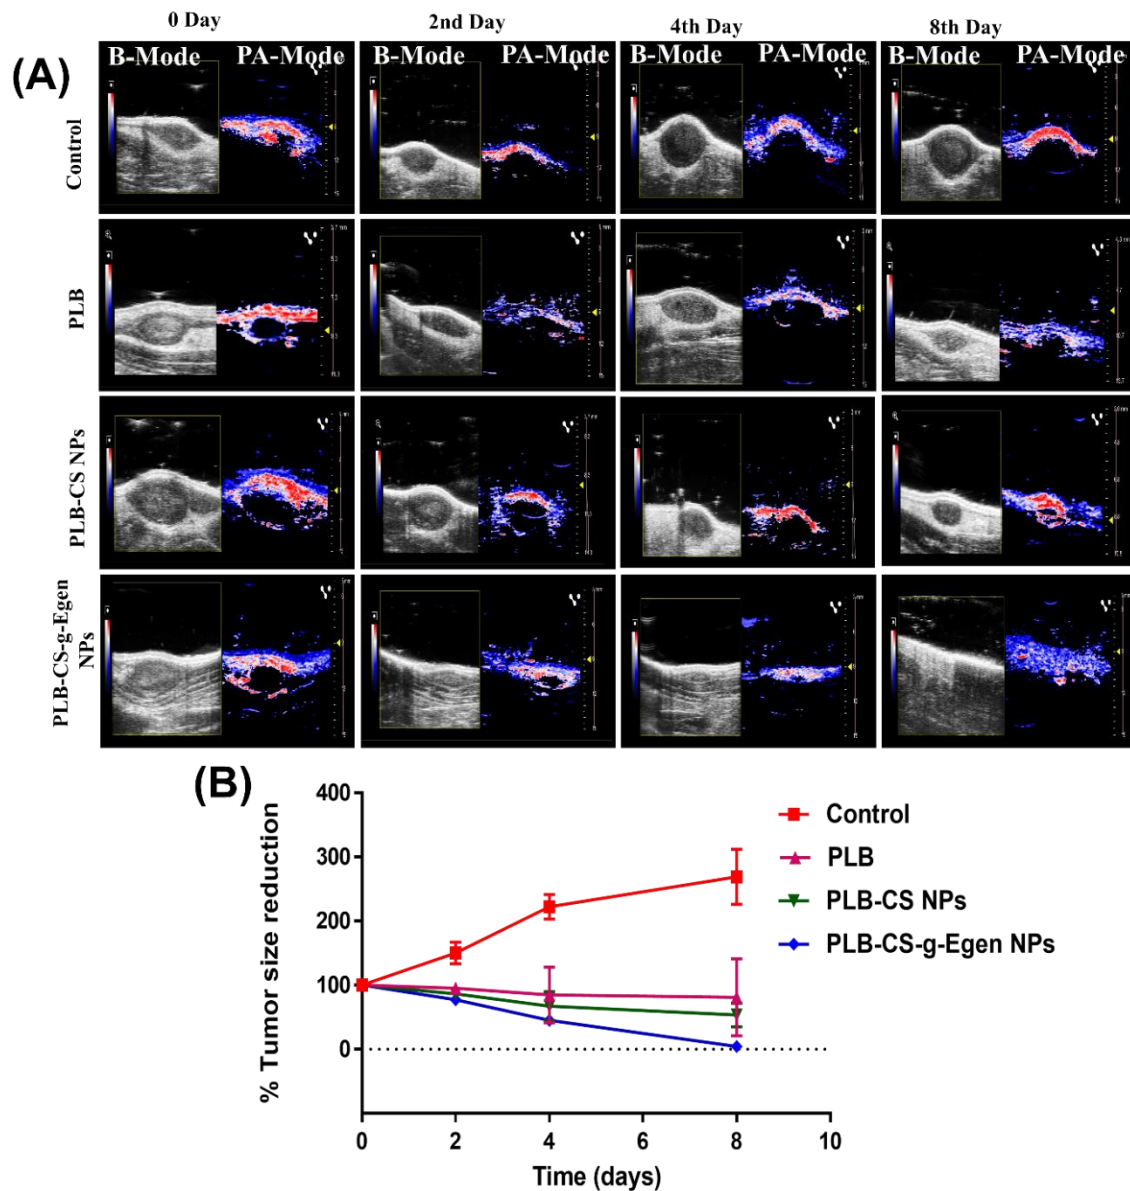 0 Day 2nd Day 4th Day 8th Day
(A)
B-Mode PA-Mode B-Mode PA-Mode B-Mode PA-Mode B-Mode PA-Mode
Control
PLB
PLB-CS NPs
PLB-CS-g-Egen
NPs
(B)
% Tumor size reduction
400
300
200
100
0
0 2 4 6 8 10
Time (days)
Control
PLB
PLB-CS NPs
PLB-CS-g-Egen NPs